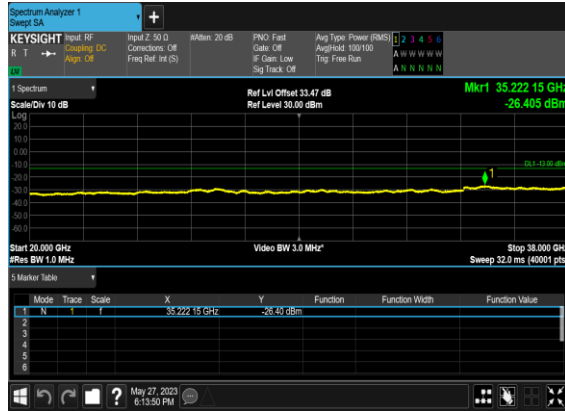 Spectrum Analyzer 1
Swept SA
+
KEYSIGHT
R T
Input: RF
Coupling: DC
Align: Off
Input Z: 50 Ω
Corrections: Off
Freq Ref: Int (S)
#Atten: 20 dB
PNO: Fast
Gate: Off
IF Gain: Low
Sig Track: Off
Avg Type: Power (RMS)
Avg|Hold: 100/100
Trig: Free Run
1 2 3 4 5 6
A W W W W W
A N N N N N
1 Spectrum
Scale/Div 10 dB
Ref Lvl Offset 33.47 dB
Ref Level 30.00 dBm
Mkr1 35.222 15 GHz
-26.405 dBm
Log
20.0
10.0
0.00
-10.0
-20.0
-30.0
-40.0
-50.0
-60.0
DL1 -13.00 dBm
1
Start 20.000 GHz
#Res BW 1.0 MHz
Video BW 3.0 MHz*
Stop 38.000 GHz
Sweep 32.0 ms (40001 pts)
5 Marker Table
Mode Trace Scale X Y Function Function Width Function Value
1 N 1 f 35.222 15 GHz -26.40 dBm
2
3
4
5
6
?
May 27, 2023
6:13:50 PM